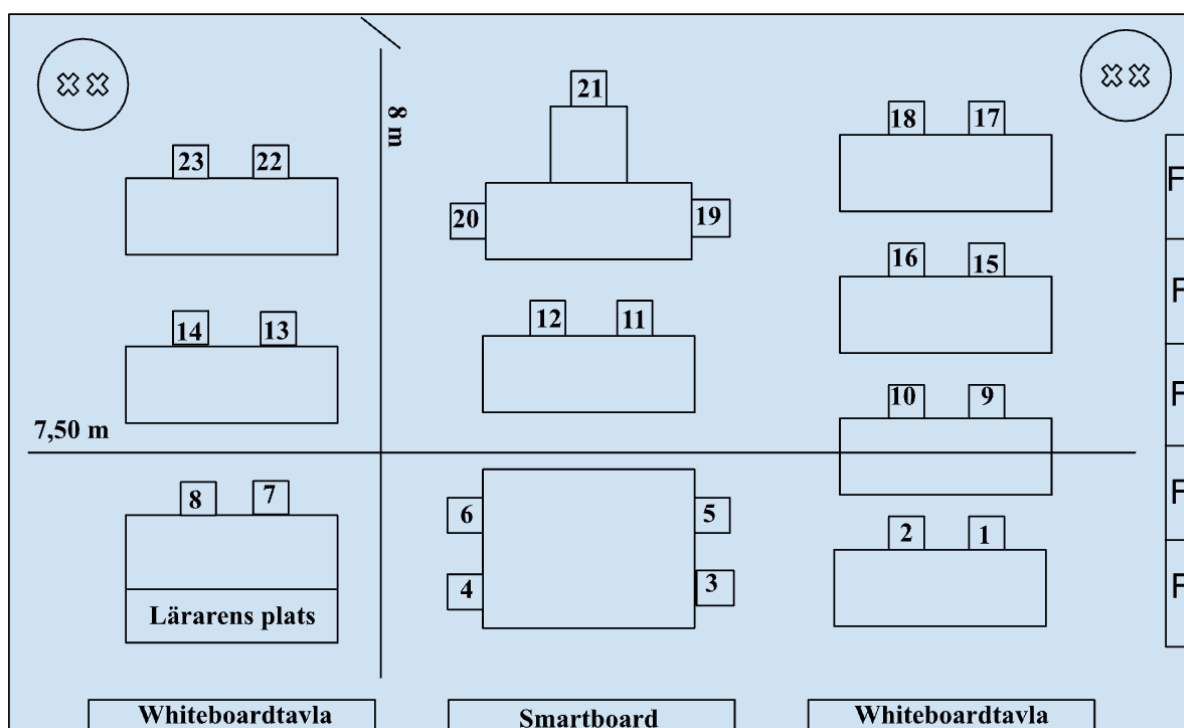 8 m
21
18 17
23 22
F
20 19
16 15
F
12 11
14 13
10 9
F
7,50 m
8 7
6 5
F
2 1
4 3
F
Lärarens plats
Whiteboardtavla
Smartboard
Whiteboardtavla